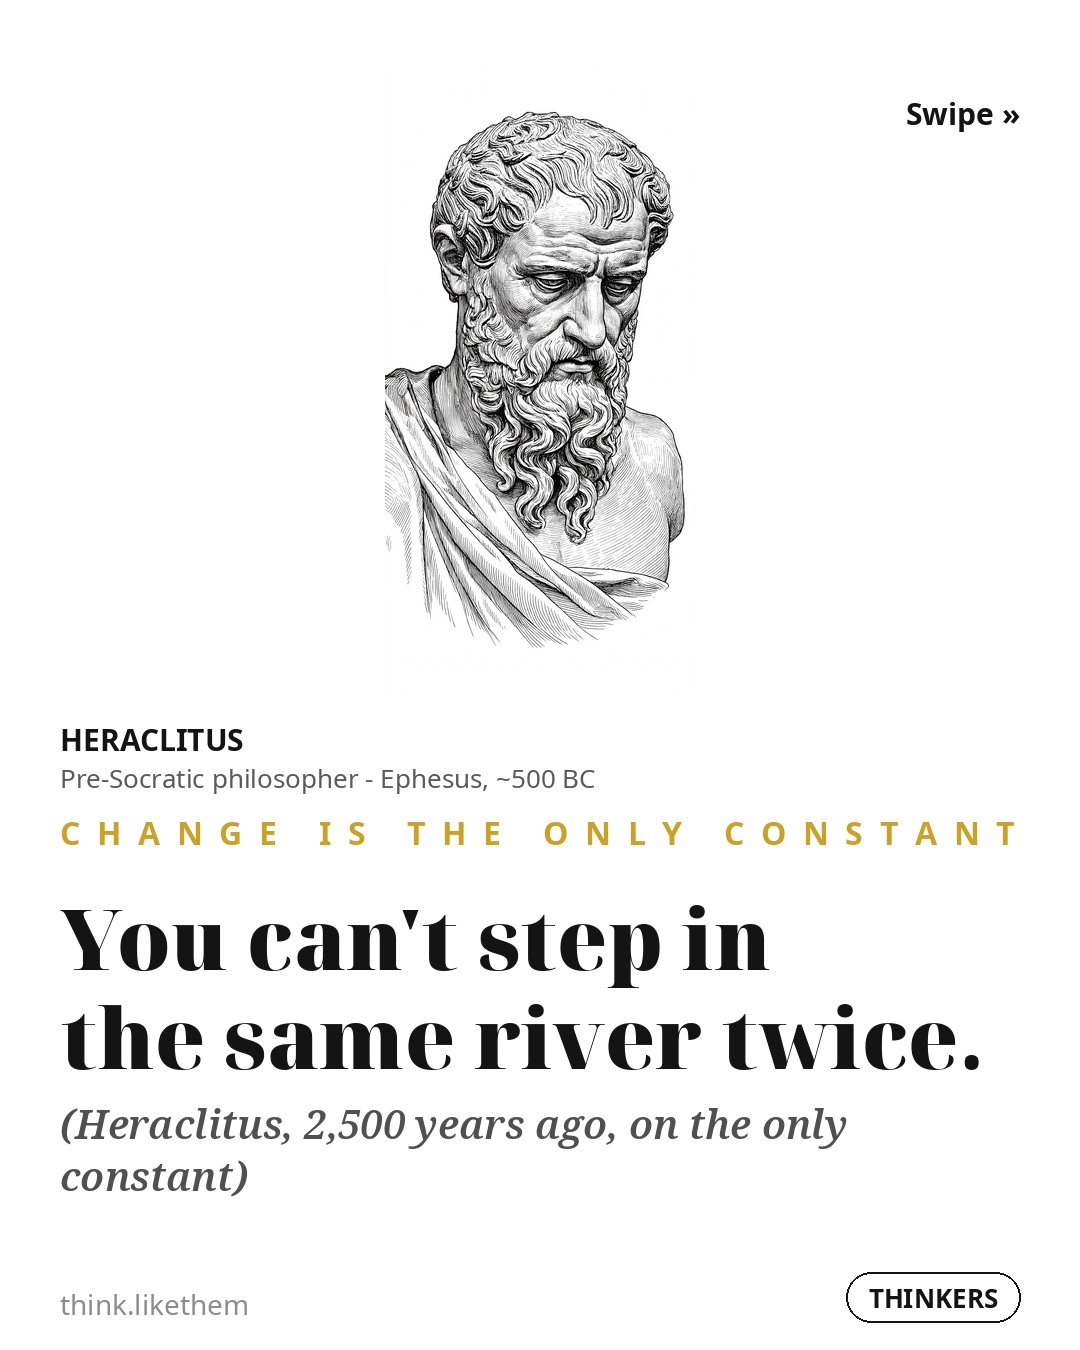 Swipe »
HERACLITUS
Pre-Socratic philosopher - Ephesus, ~500 BC
CHANGE IS THE ONLY CONSTANT
You can't step in
the same river twice.
(Heraclitus, 2,500 years ago, on the only
constant)
think.likethem
THINKERS